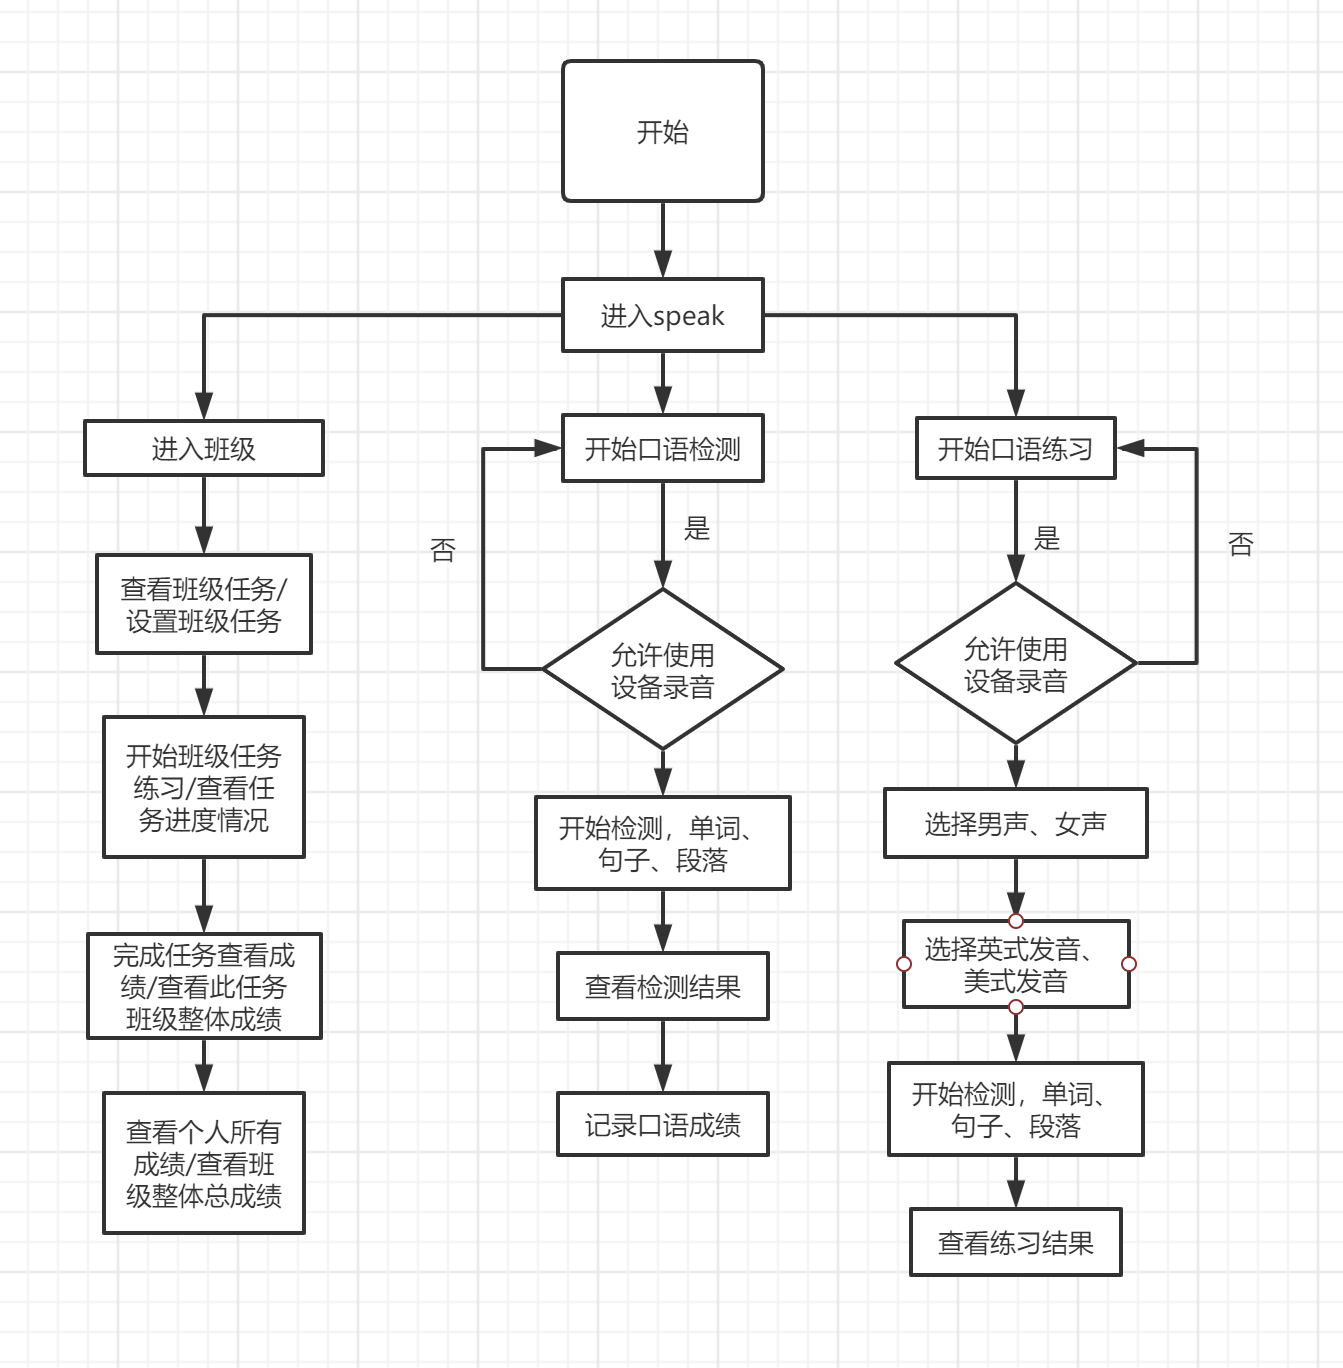 开始
进入speak
进入班级
查看班级任务/
设置班级任务
开始班级任务
练习/查看任
务进度情况
完成任务查看成
绩/查看此任务
班级整体成绩
查看个人所有
成绩/查看班
级整体总成绩
开始口语检测
是
否
允许使用
设备录音
开始检测，单词、
句子、段落
查看检测结果
记录口语成绩
开始口语练习
是
否
允许使用
设备录音
选择男声、女声
选择英式发音、
美式发音
开始检测，单词、
句子、段落
查看练习结果